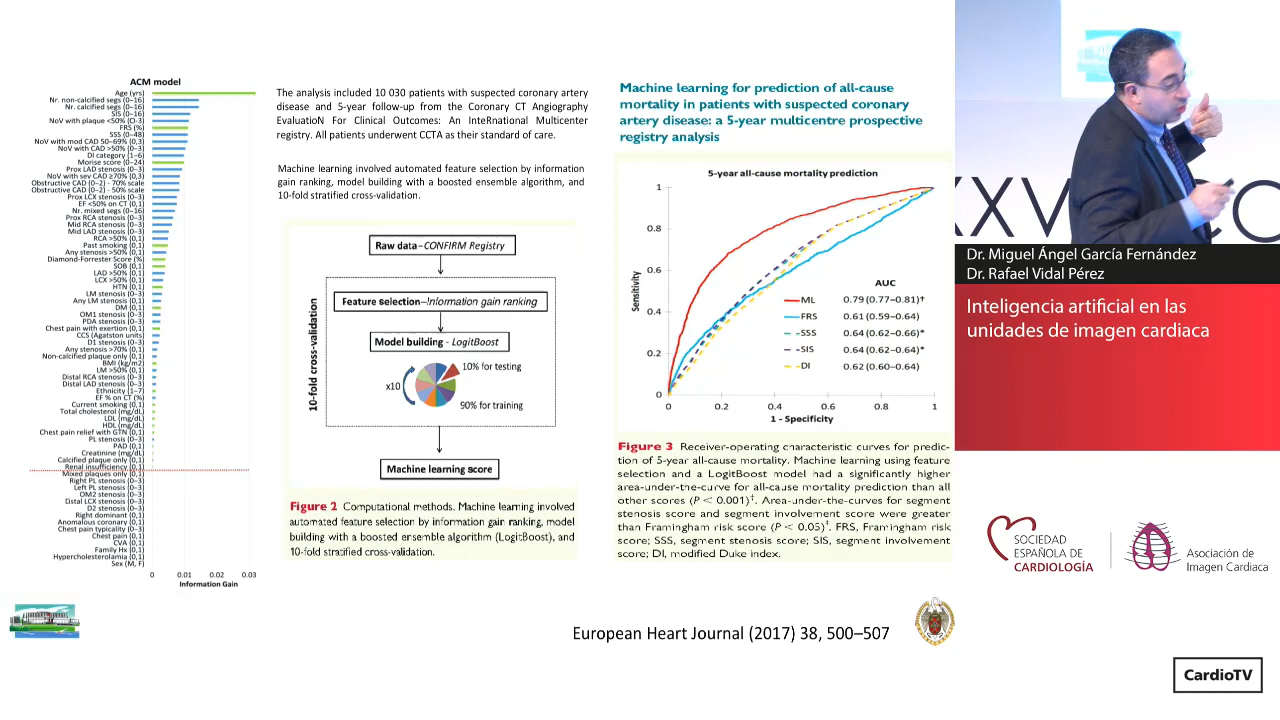 ACM model
Age (yrs)
Nr. non-calcified segs (0–16)
Nr. calcified segs (0–16)
SIS (0–16)
NoV with plaque <50% (0–3)
FRS (%)
SSS (0–48)
NoV with mod CAD 50–69% (0,3)
NoV with CAD >50% (0–3)
DI category (1–6)
Morise score (0–24)
Prox LAD stenosis (0–3)
NoV with sev CAD ≥70% (0,3)
Obstructive CAD (0–2) - 70% scale
Obstructive CAD (0–2) - 50% scale
Prox LCX stenosis (0–3)
EF <50% on CT (0,1)
Nr. mixed segs (0–16)
Prox RCA stenosis (0–3)
Mid RCA stenosis (0–3)
Mid LAD stenosis (0–3)
RCA >50% (0,1)
Past smoking (0,1)
Any stenosis >50% (0,1)
Diamond-Forrester Score (%)
SOB (0,1)
LAD >50% (0,1)
LCX >50% (0,1)
HTN (0,1)
LM stenosis (0–3)
Any LM stenosis (0,1)
DM (0,1)
OM1 stenosis (0–3)
PDA stenosis (0–3)
Chest pain with exertion (0,1)
CCS (Agatston units)
D1 stenosis (0–3)
Any stenosis >70% (0,1)
Non-calcified plaque only (0,1)
BMI (kg/m2)
LM >50% (0,1)
Distal RCA stenosis (0–3)
Distal LAD stenosis (0–3)
Ethnicity (1–7)
EF % on CT (%)
Current smoking (0,1)
Total cholesterol (mg/dL)
LDL (mg/dL)
HDL (mg/dL)
Chest pain relief with GTN (0,1)
PL stenosis (0–3)
PAD (0,1)
Creatinine (mg/dL)
Calcified plaque only (0,1)
Renal insufficiency (0,1)
Mixed plaques only (0,1)
Right PL stenosis (0–3)
Left PL stenosis (0–3)
OM2 stenosis (0–3)
Distal LCX stenosis (0–3)
D2 stenosis (0–3)
Right dominant (0,1)
Anomalous coronary (0,1)
Chest pain typicality (0–3)
Chest pain (0,1)
CVA (0,1)
Family Hx (0,1)
Hypercholesterolamia (0,1)
Sex (M, F)
0 0.01 0.02 0.03
Information Gain
The analysis included 10 030 patients with suspected coronary artery
disease and 5-year follow-up from the Coronary CT Angiography
EvaluatioN For Clinical Outcomes: An InteRnational Multicenter
registry. All patients underwent CCTA as their standard of care.
Machine learning involved automated feature selection by information
gain ranking, model building with a boosted ensemble algorithm, and
10-fold stratified cross-validation.
Raw data–CONFIRM Registry
10-fold cross-validation
Feature selection–Information gain ranking
Model building - LogitBoost
x10
10% for testing
90% for training
Machine learning score
Figure 2 Computational methods. Machine learning involved
automated feature selection by information gain ranking, model
building with a boosted ensemble algorithm (LogitBoost), and
10-fold stratified cross-validation.
Machine learning for prediction of all-cause
mortality in patients with suspected coronary
artery disease: a 5-year multicentre prospective
registry analysis
5-year all-cause mortality prediction
Sensitivity
1
0.8
0.6
0.4
0.2
0
0 0.2 0.4 0.6 0.8 1
1 - Specificity
AUC
ML 0.79 (0.77–0.81)†
FRS 0.61 (0.59–0.64)
SSS 0.64 (0.62–0.66)*
SIS 0.64 (0.62–0.64)*
DI 0.62 (0.60–0.64)
Figure 3 Receiver-operating characteristic curves for predic-
tion of 5-year all-cause mortality. Machine learning using feature
selection and a LogitBoost model had a significantly higher
area-under-the-curve for all-cause mortality prediction than all
other scores (P < 0.001)‡. Area-under-the-curves for segment
stenosis score and segment involvement score were greater
than Framingham risk score (P < 0.05)†. FRS, Framingham risk
score; SSS, segment stenosis score; SIS, segment involvement
score; DI, modified Duke index.
European Heart Journal (2017) 38, 500–507
XXV
CO
Dr. Miguel Ángel García Fernández
Dr. Rafael Vidal Pérez
Inteligencia artificial en las
unidades de imagen cardiaca
SOCIEDAD
ESPAÑOLA DE
CARDIOLOGÍA
Asociación de
Imagen Cardiaca
CardioTV